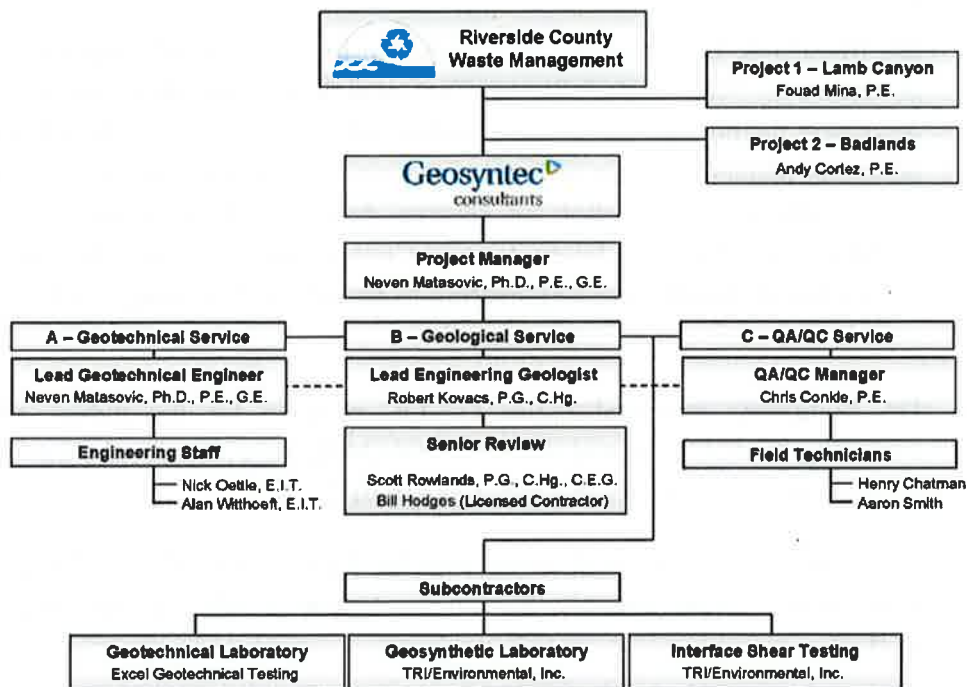 Riverside County
Waste Management
Project 1 – Lamb Canyon
Fouad Mina, P.E.
Project 2 – Badlands
Andy Cortez, P.E.
Geosyntec
consultants
Project Manager
Neven Matasovic, Ph.D., P.E., G.E.
A – Geotechnical Service
B – Geological Service
C – QA/QC Service
Lead Geotechnical Engineer
Neven Matasovic, Ph.D., P.E., G.E.
Lead Engineering Geologist
Robert Kovacs, P.G., C.Hg.
QA/QC Manager
Chris Conkle, P.E.
Engineering Staff
Nick Oettle, E.I.T.
Alan Witthoeft, E.I.T.
Senior Review
Scott Rowlands, P.G., C.Hg., C.E.G.
Bill Hodges (Licensed Contractor)
Field Technicians
Henry Chatman
Aaron Smith
Subcontractors
Geotechnical Laboratory
Excel Geotechnical Testing
Geosynthetic Laboratory
TRI/Environmental, Inc.
Interface Shear Testing
TRI/Environmental, Inc.